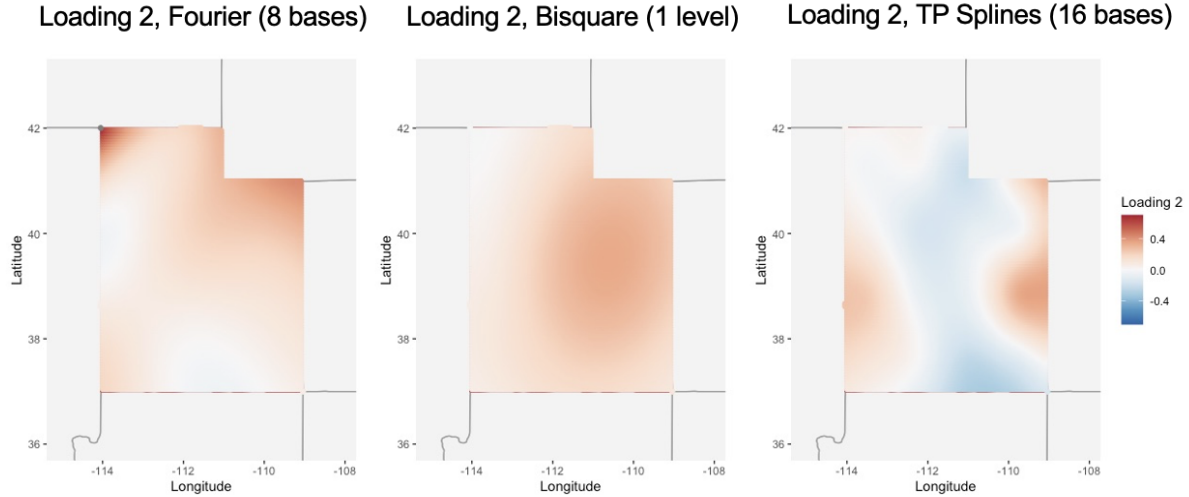 Loading 2, Fourier (8 bases)
Loading 2, Bisquare (1 level)
Loading 2, TP Splines (16 bases)
42
40
38
36
Latitude
-114
-112
-110
-108
Longitude
42
40
38
36
Latitude
-114
-112
-110
-108
Longitude
42
40
38
36
Latitude
-114
-112
-110
-108
Longitude
Loading 2
0.4
0.0
-0.4